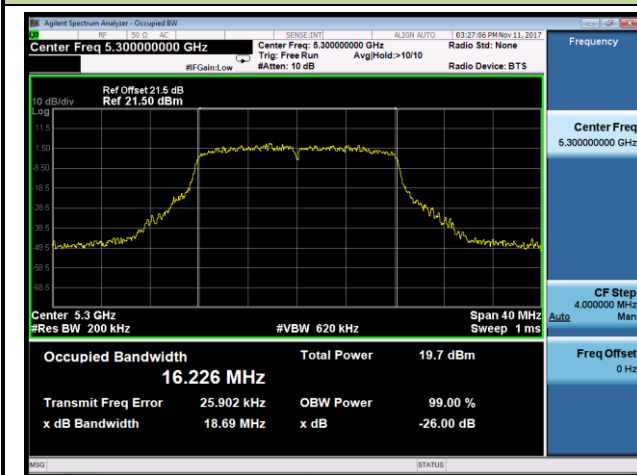 Agilent Spectrum Analyzer - Occupied BW
RF 50 Ω AC SENSE:INT ALIGN AUTO 03:27:06 PM Nov 11, 2017
Center Freq 5.300000000 GHz Center Freq: 5.300000000 GHz Radio Std: None
Trig: Free Run Avg|Hold:>10/10
#IFGain:Low #Atten: 10 dB Radio Device: BTS
Ref Offset 21.5 dB
10 dB/div Ref 21.50 dBm
Log
11.5
1.50
-8.50
-18.5
-28.5
-38.5
-48.5
-58.5
-68.5
Center 5.3 GHz Span 40 MHz
#Res BW 200 kHz #VBW 620 kHz Sweep 1 ms
Occupied Bandwidth Total Power 19.7 dBm
16.226 MHz
Transmit Freq Error 25.902 kHz OBW Power 99.00 %
x dB Bandwidth 18.69 MHz x dB -26.00 dB
MSG STATUS
Frequency
Center Freq
5.300000000 GHz
CF Step
4.000000 MHz
Auto Man
Freq Offset
0 Hz